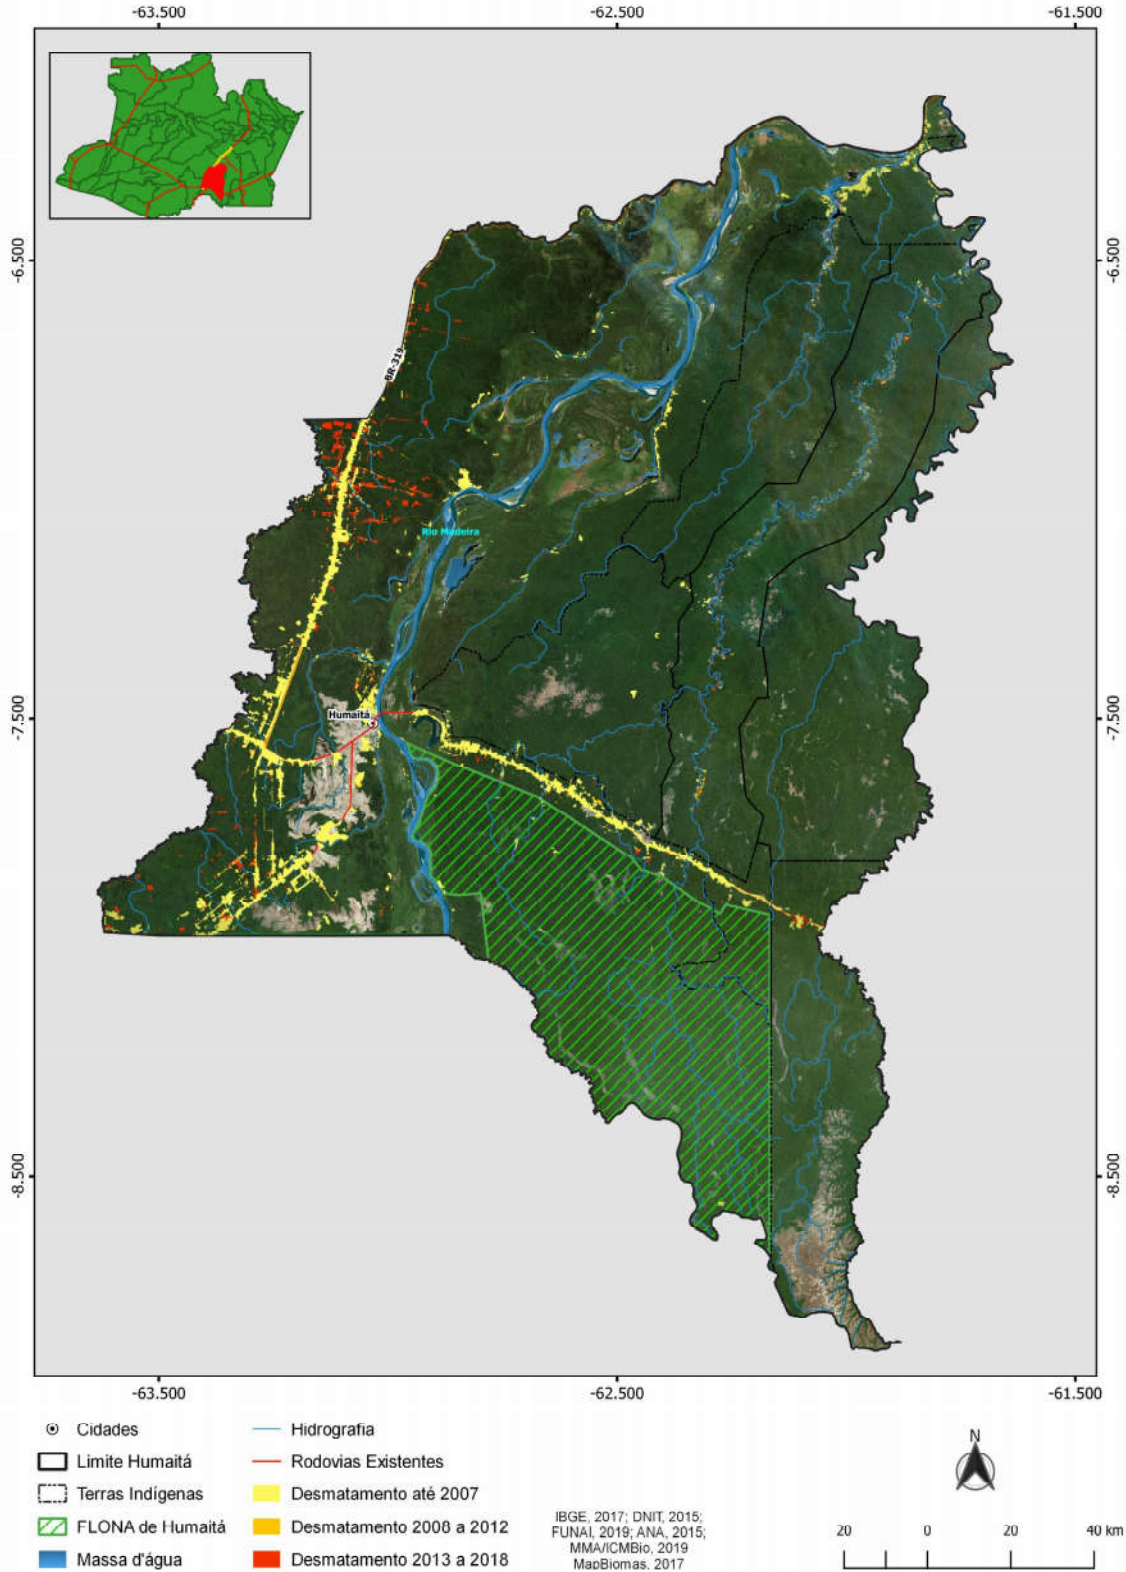 -63.500
-62.500
-61.500
-6.500
-6.500
BR-319
Rio Madeira
Humaitá
-7.500
-7.500
-8.500
-8.500
-63.500
-62.500
-61.500
Cidades
Limite Humaitá
Terras Indígenas
FLONA de Humaitá
Massa d'água
Hidrografia
Rodovias Existentes
Desmatamento até 2007
Desmatamento 2008 a 2012
Desmatamento 2013 a 2018
IBGE, 2017; DNIT, 2015;
FUNAI, 2019; ANA, 2015;
MMA/ICMBio, 2019
MapBiomas, 2017
N
20 0 20 40 km